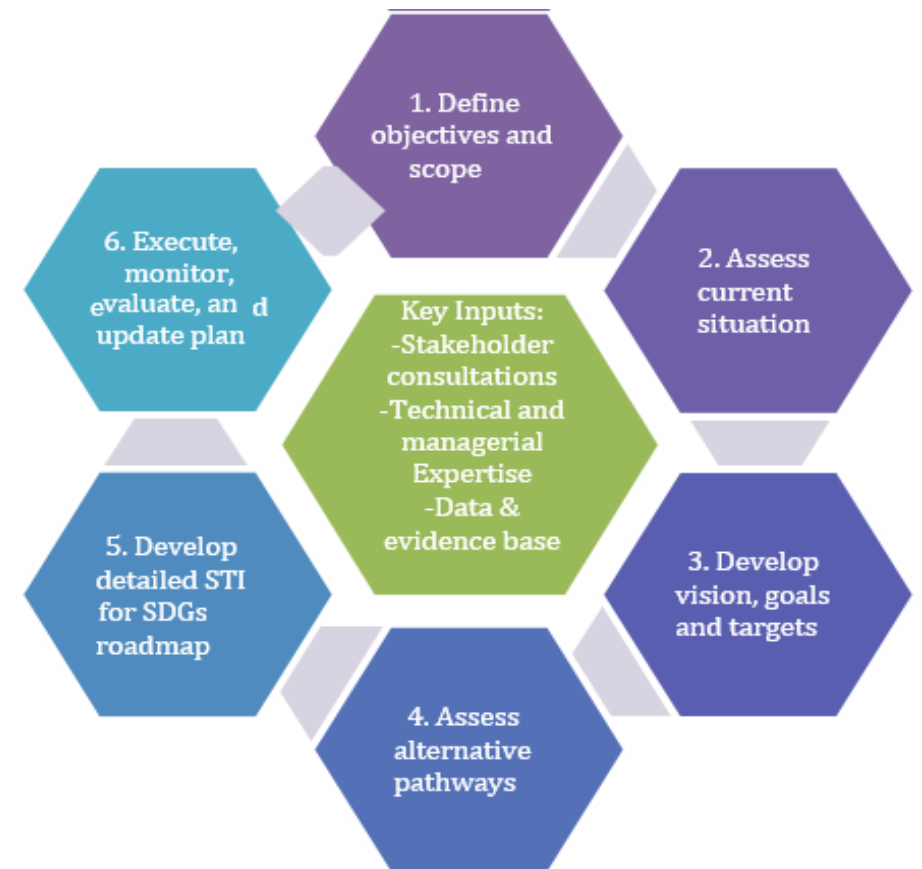 1. Define
objectives and
scope
2. Assess
current
situation
3. Develop
vision, goals
and targets
4. Assess
alternative
pathways
5. Develop
detailed STI
for SDGs
roadmap
6. Execute,
monitor,
evaluate, an d
update plan
Key Inputs:
-Stakeholder
consultations
-Technical and
managerial
Expertise
-Data &
evidence base